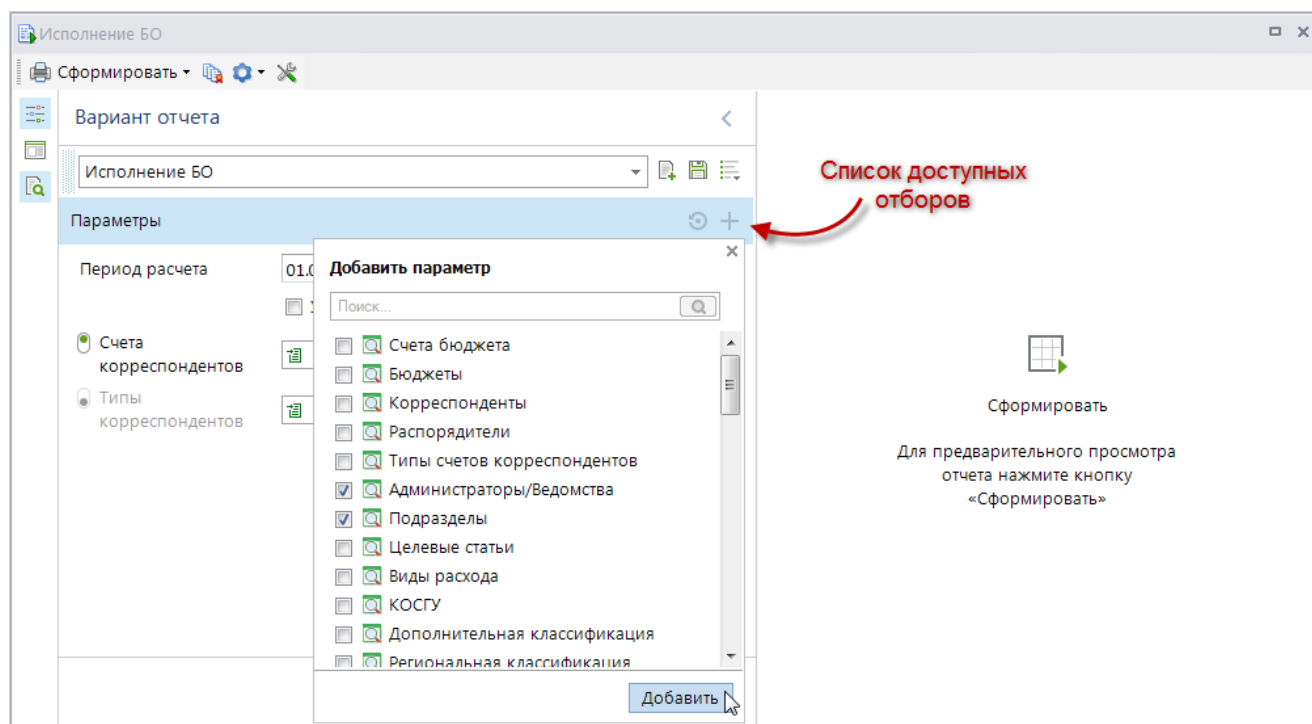 Исполнение БО
Сформировать
Вариант отчета
Исполнение БО
Список доступных
отборов
Параметры
Период расчета
01.0
Добавить параметр
Поиск...
Счета
корреспондентов
Типы
корреспондентов
Счета бюджета
Бюджеты
Корреспонденты
Распорядители
Типы счетов корреспондентов
Администраторы/Ведомства
Подразделы
Целевые статьи
Виды расхода
КОСГУ
Дополнительная классификация
Региональная классификация
Добавить
Сформировать
Для предварительного просмотра
отчета нажмите кнопку
«Сформировать»